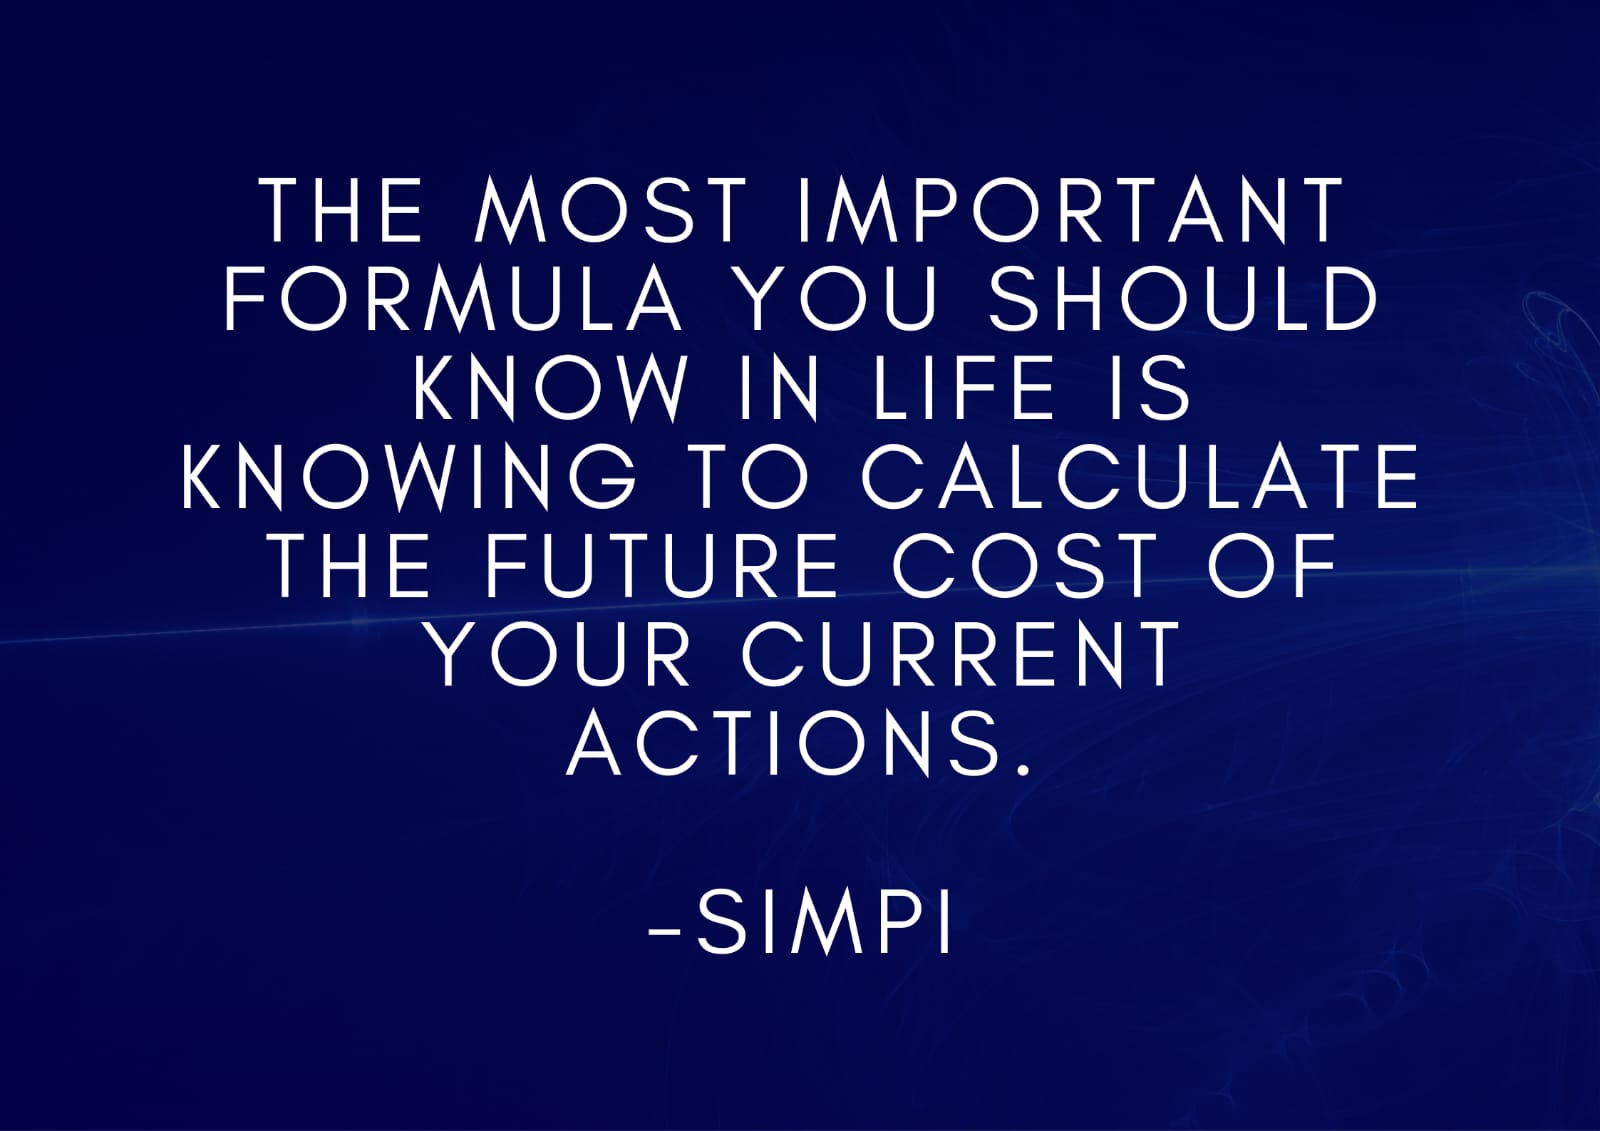 THE MOST IMPORTANT
FORMULA YOU SHOULD
KNOW IN LIFE IS
KNOWING TO CALCULATE
THE FUTURE COST OF
YOUR CURRENT
ACTIONS.
-SIMPI